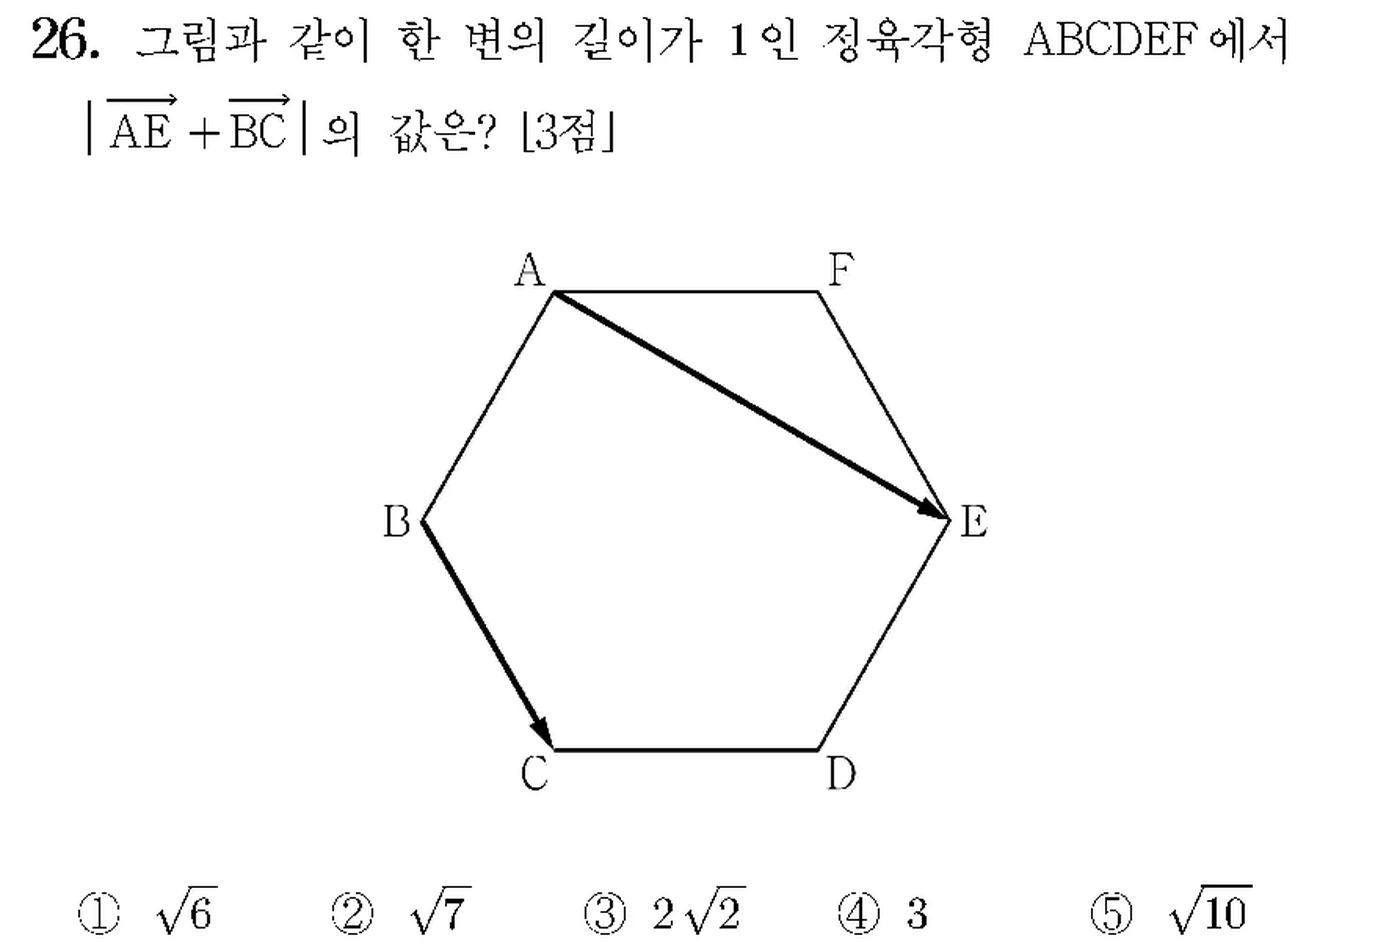 26. 그림과 같이 한 변의 길이가 1인 정육각형 ABCDEF에서
|\overrightarrow{AE}+\overrightarrow{BC}|의 값은? [3점]
A F
B E
C D
① √6 ② √7 ③ 2√2 ④ 3 ⑤ √10